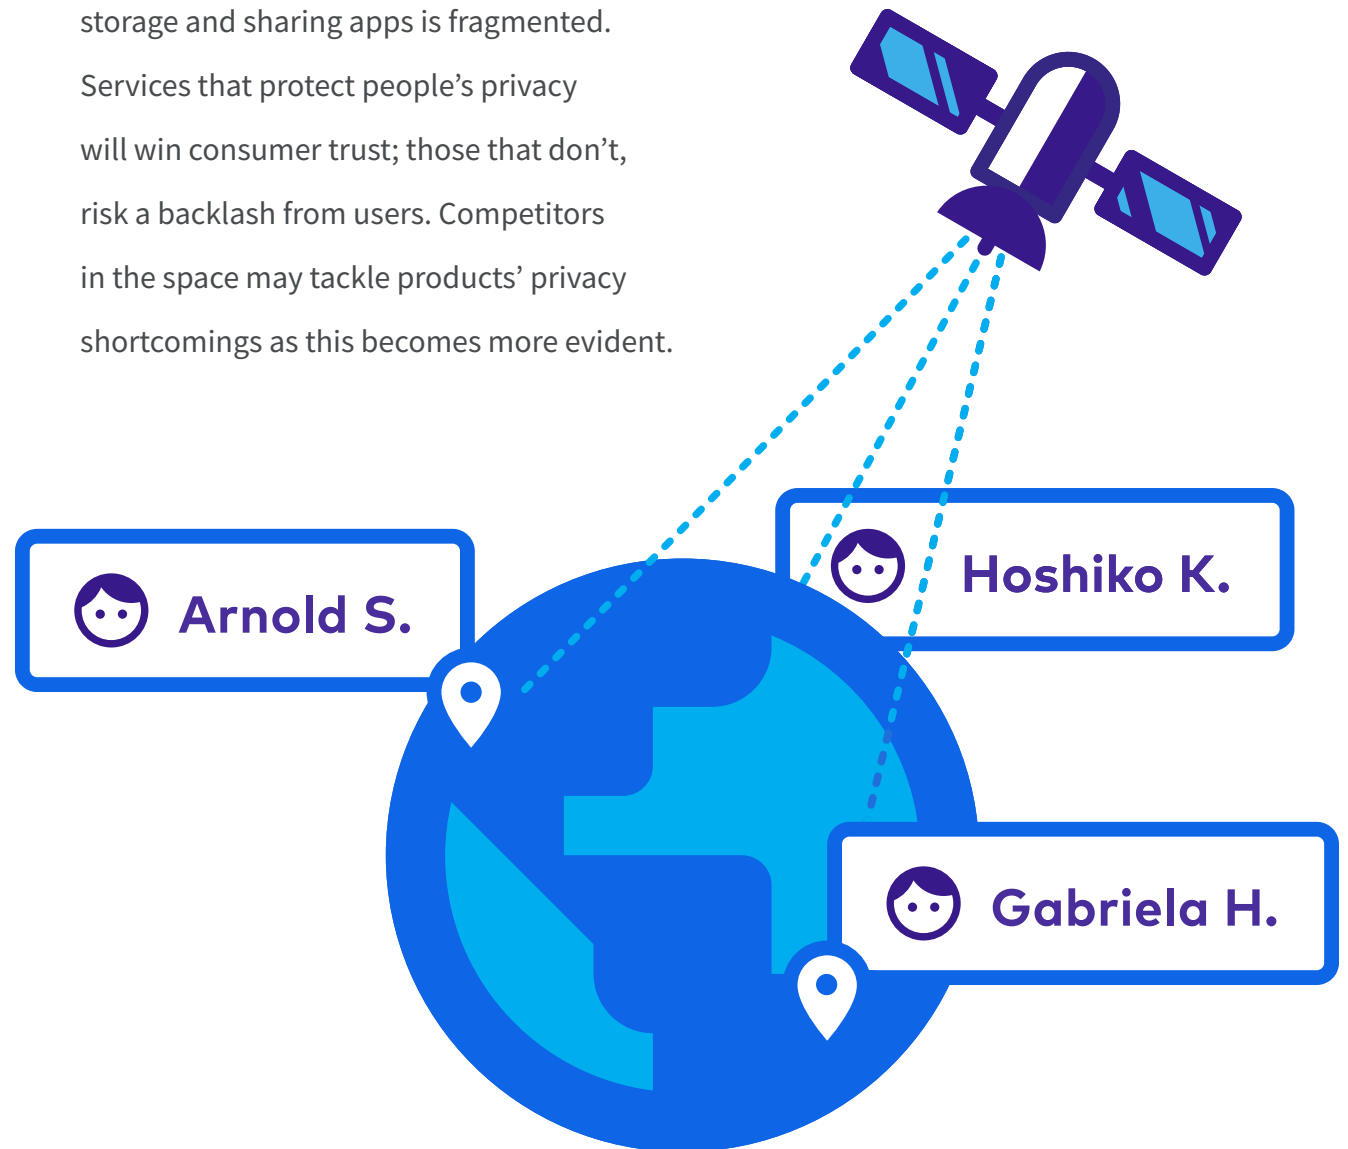 storage and sharing apps is fragmented.
Services that protect people’s privacy
will win consumer trust; those that don’t,
risk a backlash from users. Competitors
in the space may tackle products’ privacy
shortcomings as this becomes more evident.
Hoshiko K.
Arnold S.
Gabriela H.